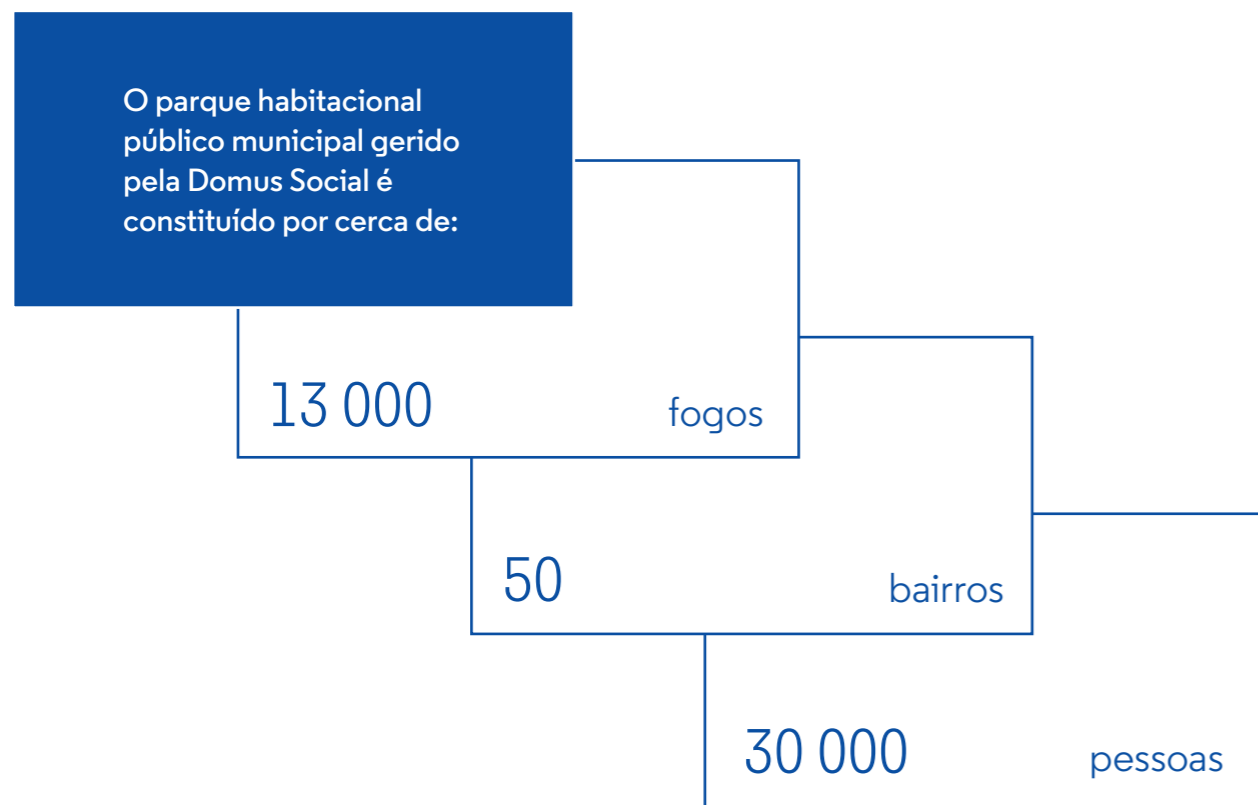 O parque habitacional
público municipal gerido
pela Domus Social é
constituído por cerca de:
13 000 fogos
50 bairros
30 000 pessoas